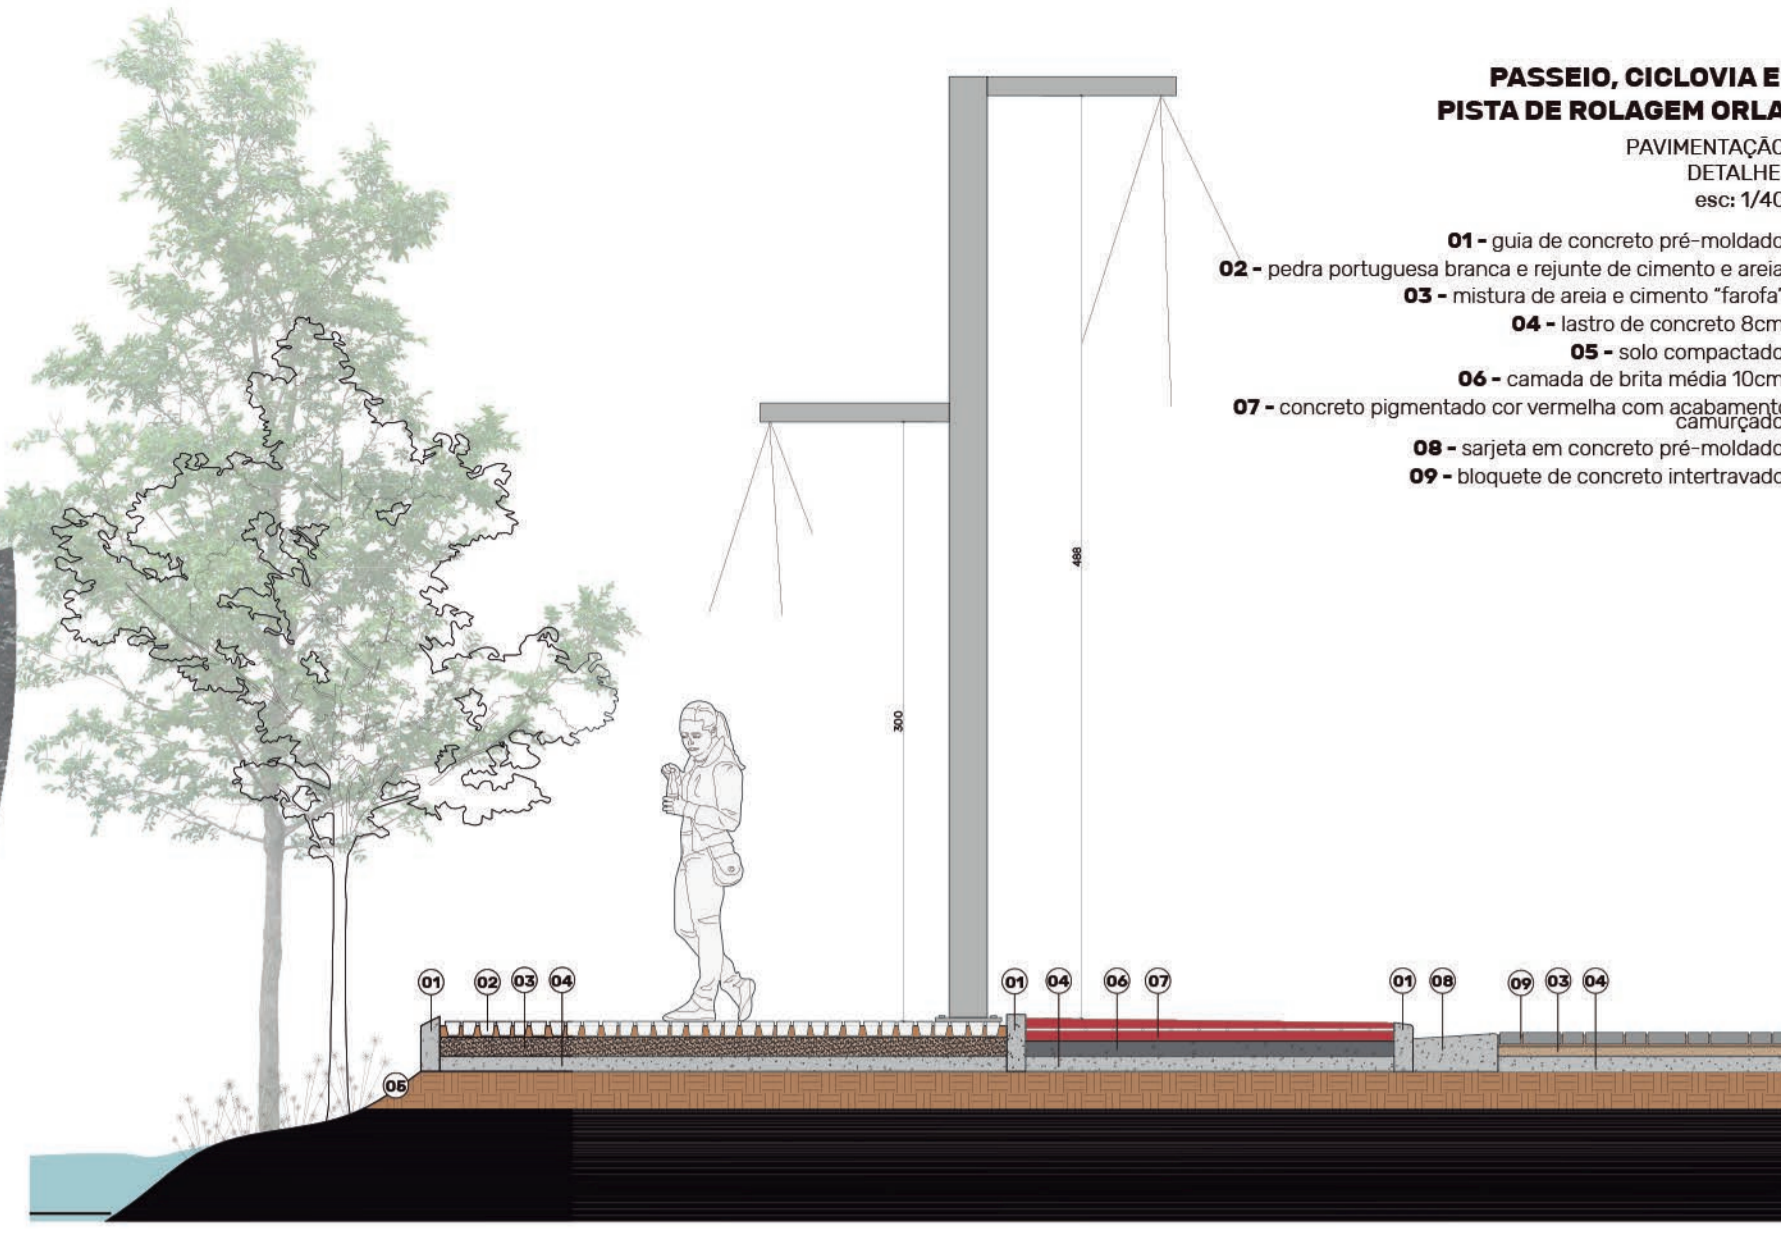 PASSEIO, CICLOVIA E
PISTA DE ROLAGEM ORLA
PAVIMENTAÇÃO
DETALHE
esc: 1/40
01 - guia de concreto pré-moldado
02 - pedra portuguesa branca e rejunte de cimento e areia
03 - mistura de areia e cimento "farofa"
04 - lastro de concreto 8cm
05 - solo compactado
06 - camada de brita média 10cm
07 - concreto pigmentado cor vermelha com acabamento
camurçado
08 - sarjeta em concreto pré-moldado
09 - bloquete de concreto intertravado
488
300
01 02 03 04 01 04 06 07 01 08 09 03 04
05